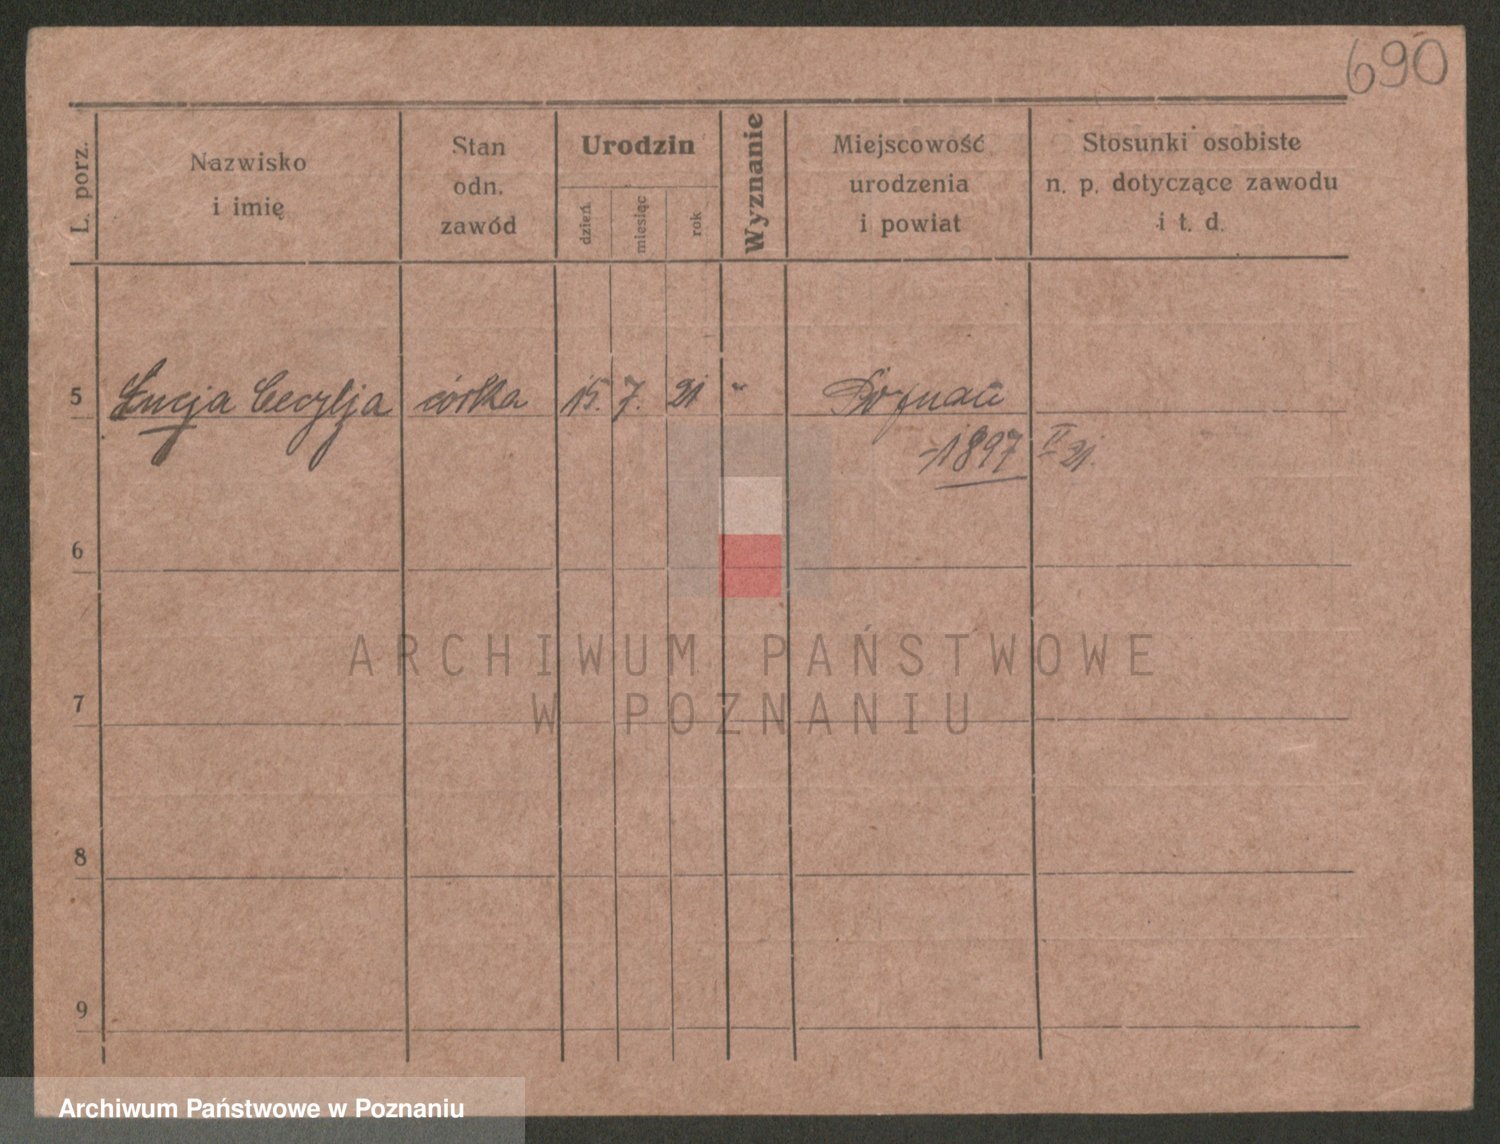 690
L. porz.
Nazwisko
i imię
Stan
odn.
zawód
Urodzin
dzień
miesiąc
rok
Wyznanie
Miejscowość
urodzenia
i powiat
Stosunki osobiste
n. p. dotyczące zawodu
i t. d.
5 Łucja Cecylja córka 15. 7. 21 " Poznań
1897 II 21.
6
ARCHIWUM PAŃSTWOWE
W POZNANIU
7
8
9
Archiwum Państwowe w Poznaniu